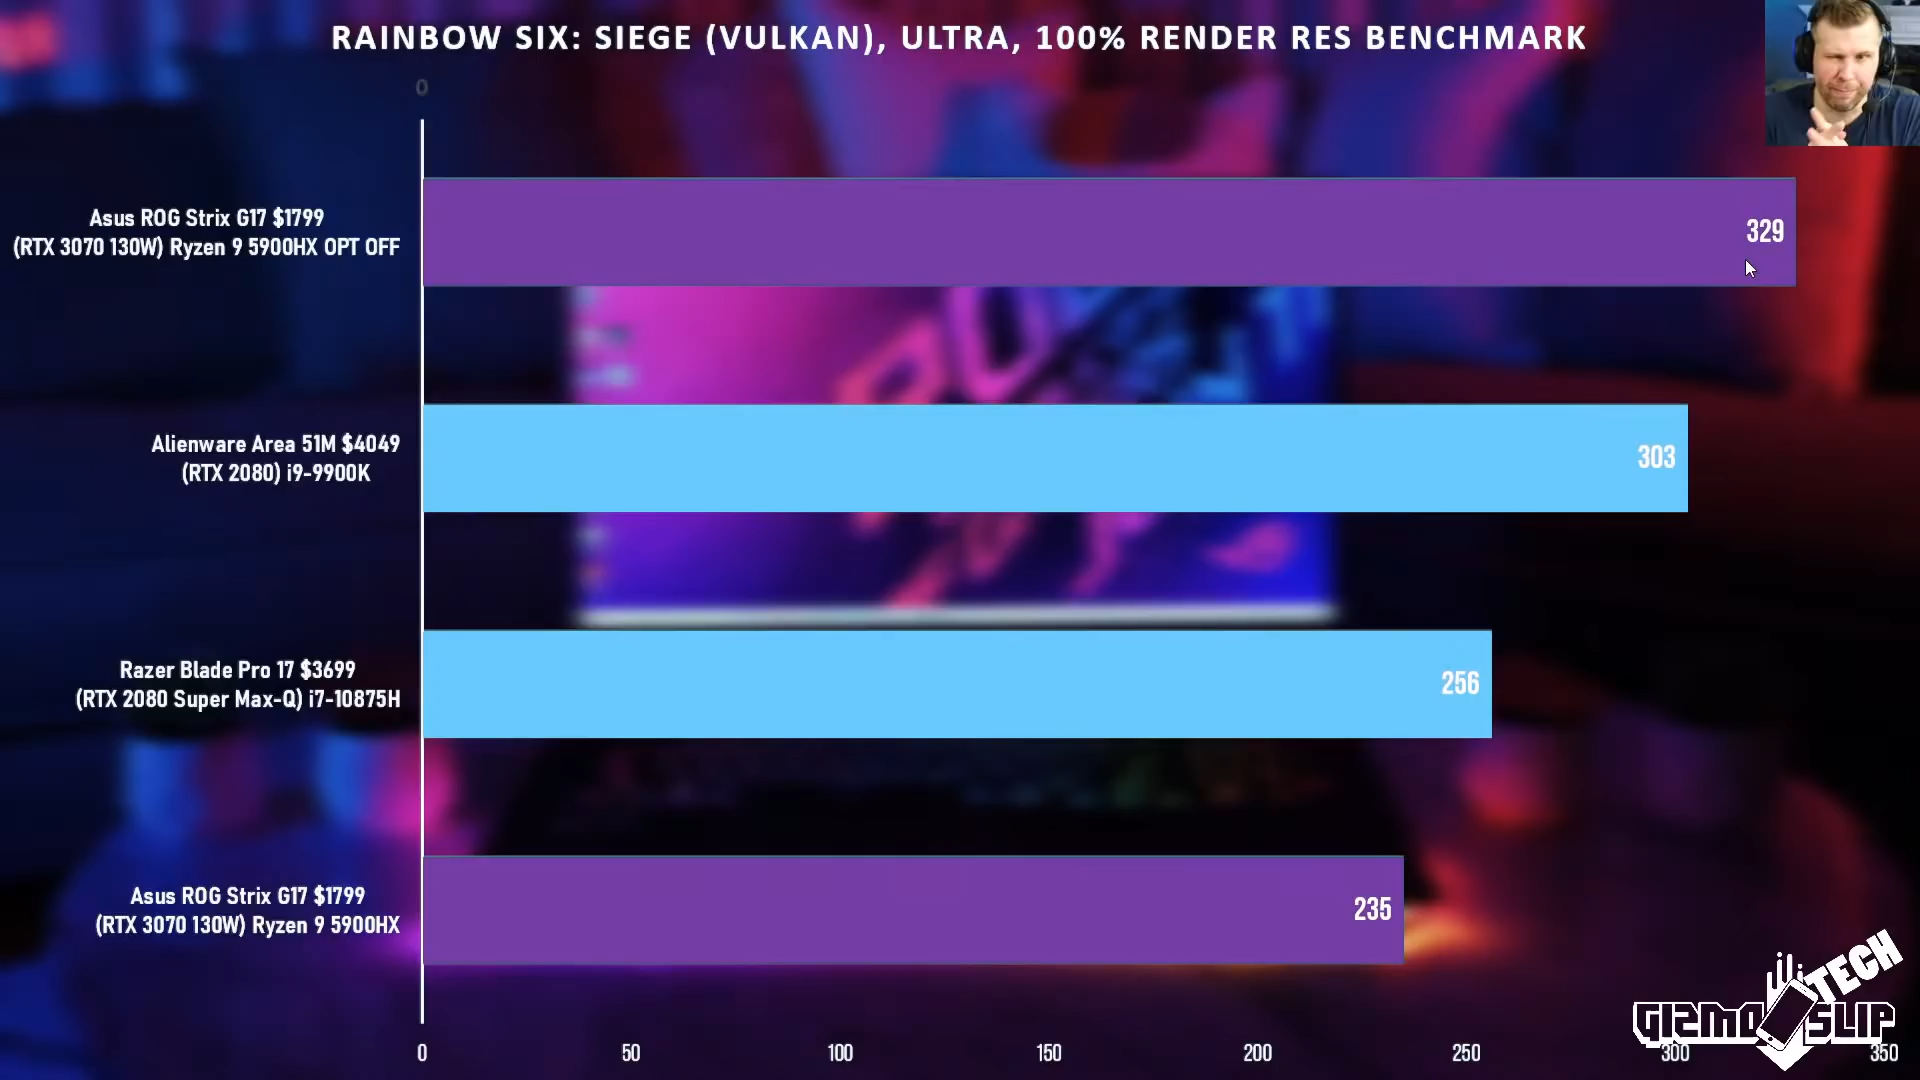 RAINBOW SIX: SIEGE (VULKAN), ULTRA, 100% RENDER RES BENCHMARK
0
Asus ROG Strix G17 $1799
(RTX 3070 130W) Ryzen 9 5900HX OPT OFF
329
Alienware Area 51M $4049
(RTX 2080) i9-9900K
303
Razer Blade Pro 17 $3699
(RTX 2080 Super Max-Q) i7-10875H
256
Asus ROG Strix G17 $1799
(RTX 3070 130W) Ryzen 9 5900HX
235
TECH
GIZMO SLIP
0 50 100 150 200 250 300 350